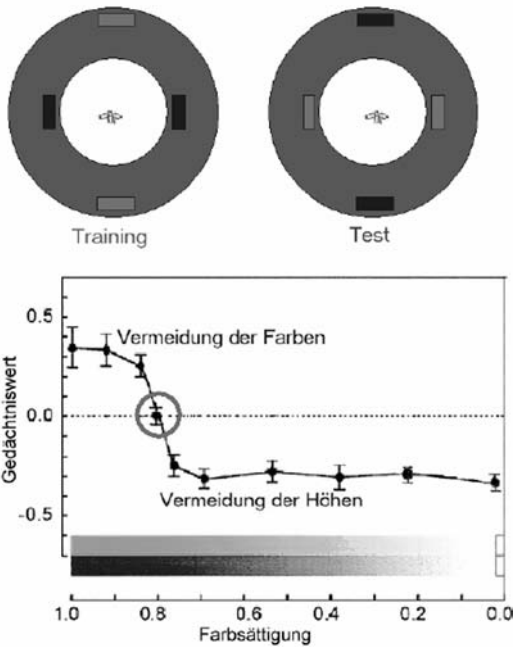 Training
Test
0.5
Vermeidung der Farben
Gedächtniswert
0.0
Vermeidung der Höhen
-0.5
1.0 0.8 0.6 0.4 0.2 0.0
Farbsättigung